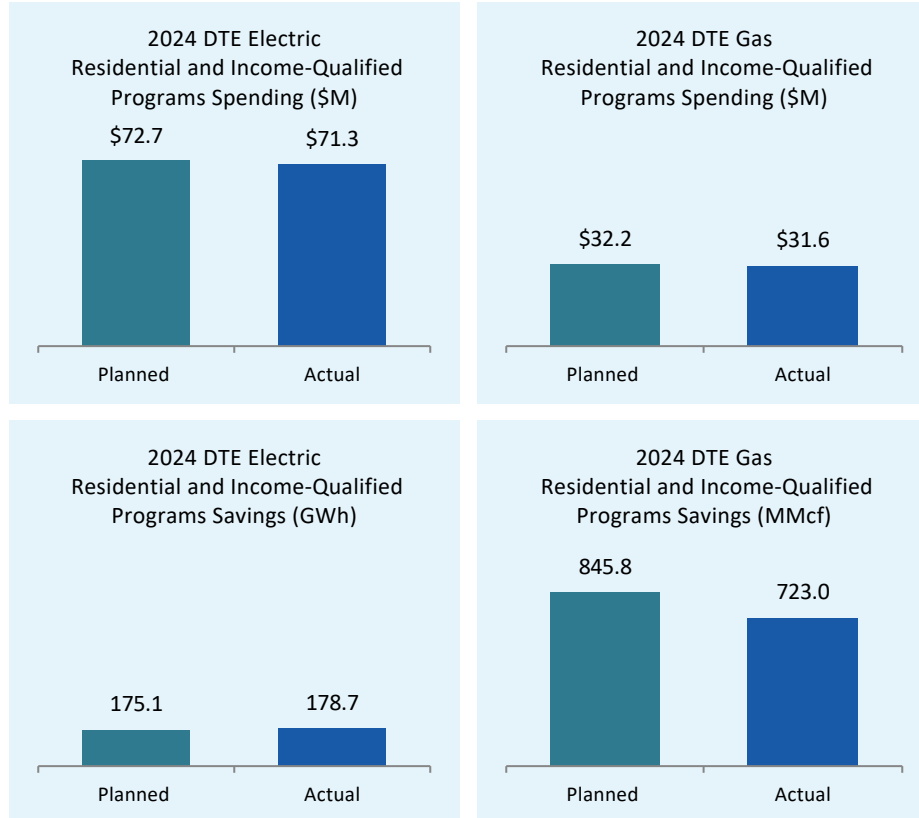 2024 DTE Electric
Residential and Income-Qualified
Programs Spending ($M)
$72.7
$71.3
Planned
Actual
2024 DTE Gas
Residential and Income-Qualified
Programs Spending ($M)
$32.2
$31.6
Planned
Actual
2024 DTE Electric
Residential and Income-Qualified
Programs Savings (GWh)
175.1
178.7
Planned
Actual
2024 DTE Gas
Residential and Income-Qualified
Programs Savings (MMcf)
845.8
723.0
Planned
Actual